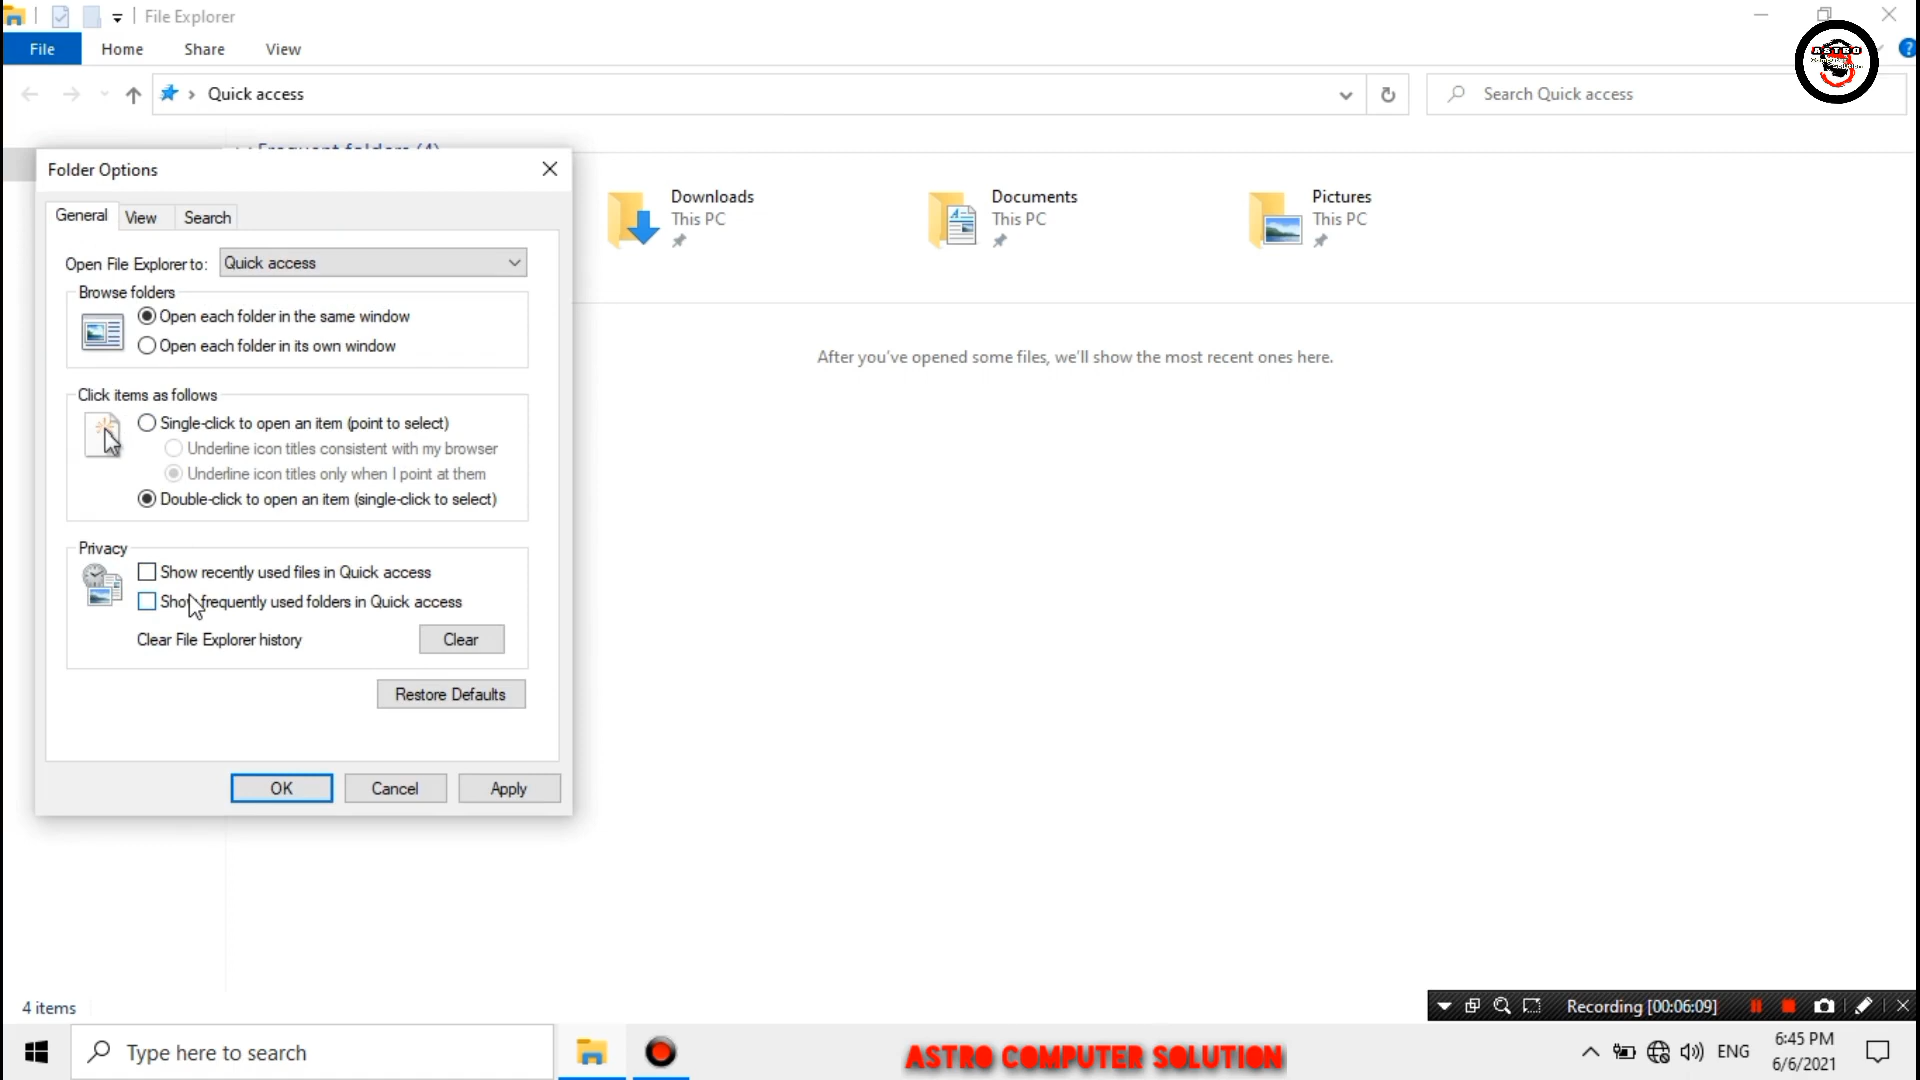 File Explorer
File Home Share View
Quick access
Search Quick access
ASTRO
Frequent folders (4)
Folder Options
Downloads
This PC
Documents
This PC
Pictures
This PC
General View Search
Open File Explorer to: Quick access
Browse folders
Open each folder in the same window
Open each folder in its own window
After you've opened some files, we'll show the most recent ones here.
Click items as follows
Single-click to open an item (point to select)
Underline icon titles consistent with my browser
Underline icon titles only when I point at them
Double-click to open an item (single-click to select)
Privacy
Show recently used files in Quick access
Show frequently used folders in Quick access
Clear File Explorer history Clear
Restore Defaults
OK Cancel Apply
4 items
Recording [00:06:09]
Type here to search
ASTRO COMPUTER SOLUTION
ENG
6:45 PM
6/6/2021